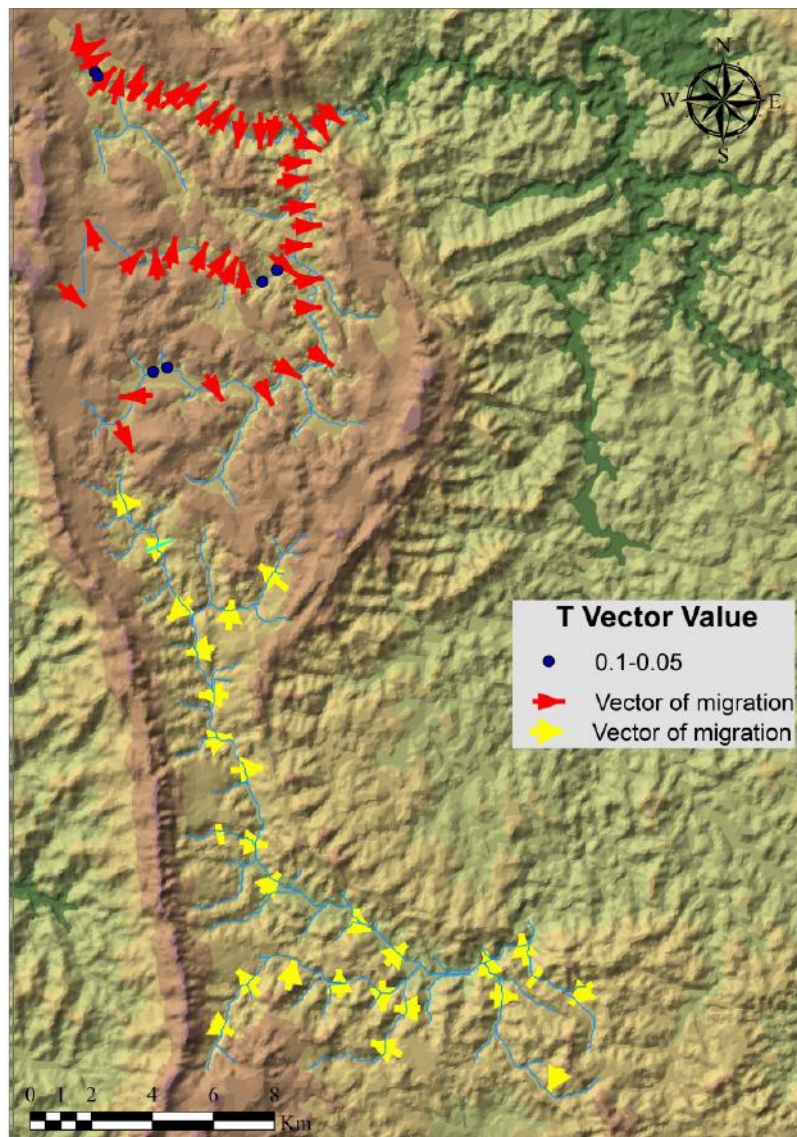 N
W E
S
T Vector Value
0.1-0.05
Vector of migration
Vector of migration
0 1 2 4 6 8
Km